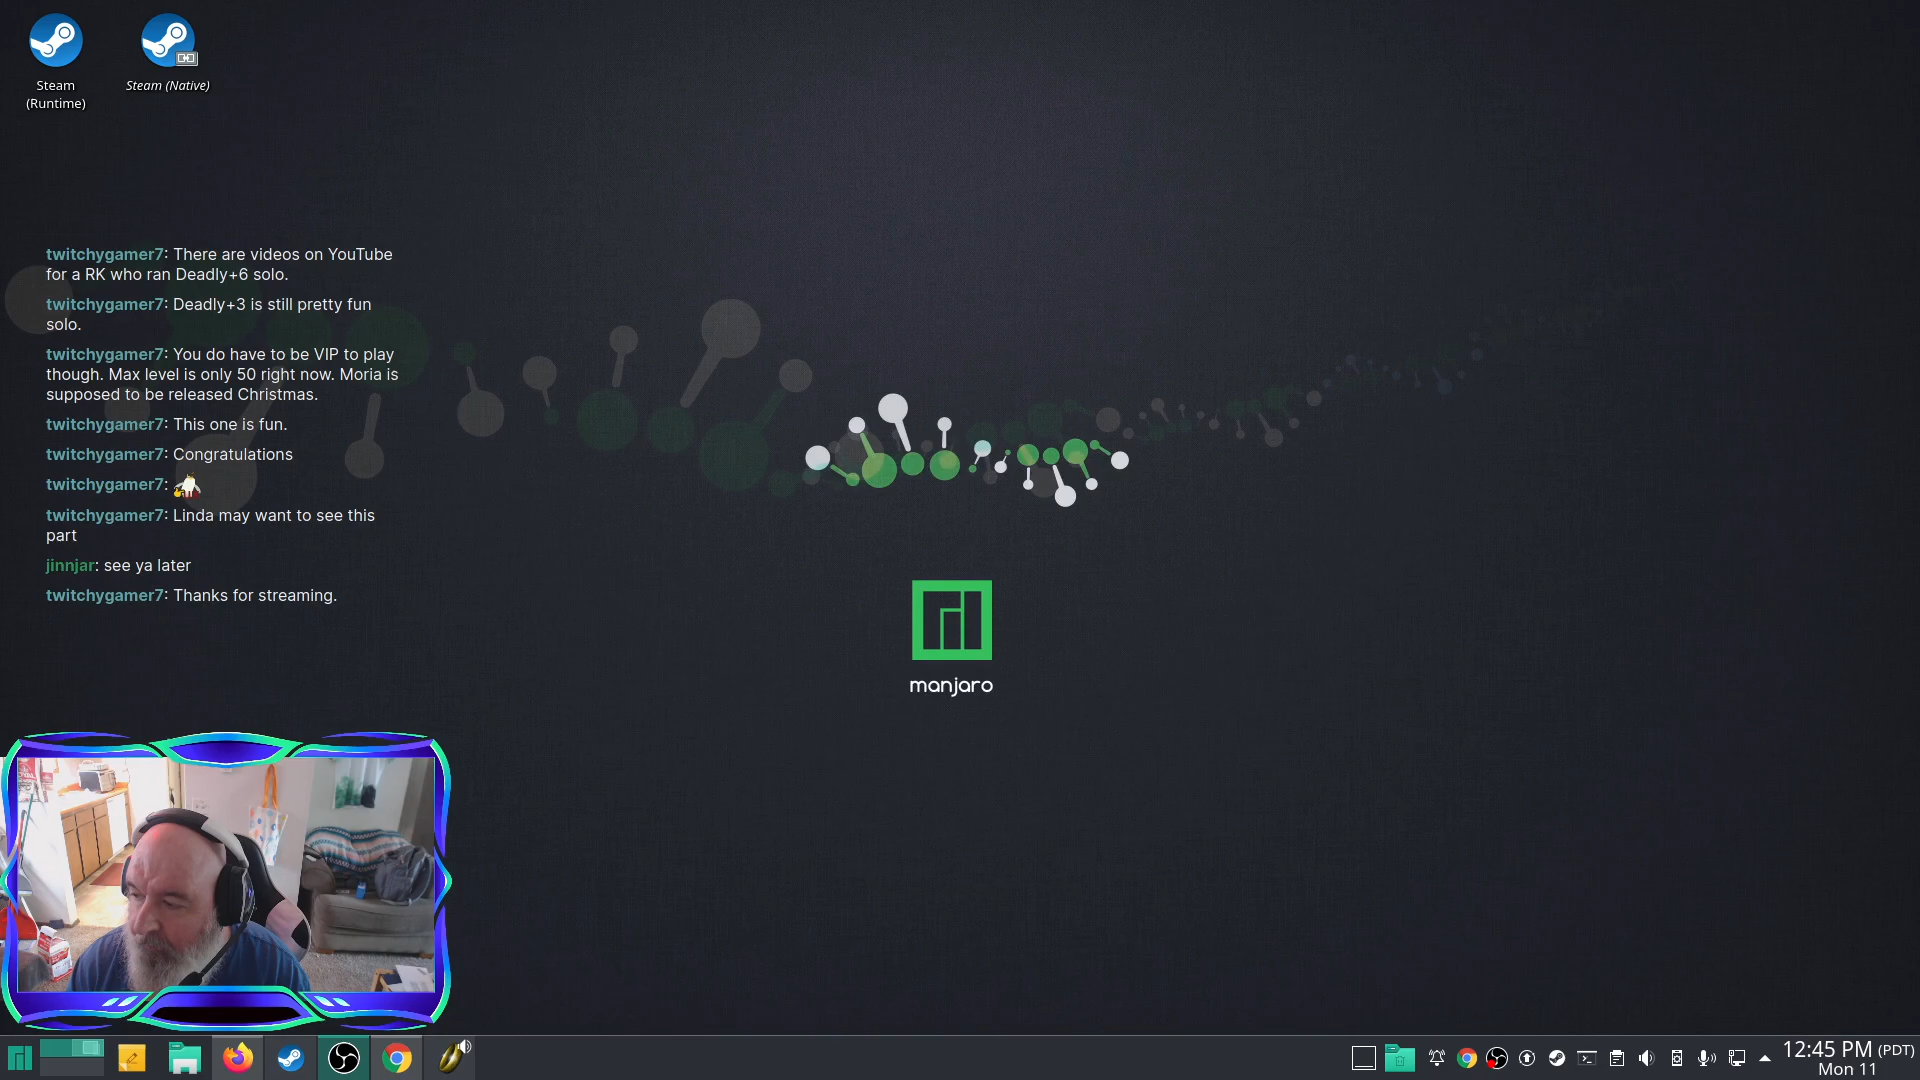 Steam
(Runtime)
Steam (Native)
twitchygamer7: There are videos on YouTube
for a RK who ran Deadly+6 solo.
twitchygamer7: Deadly+3 is still pretty fun
solo.
twitchygamer7: You do have to be VIP to play
though. Max level is only 50 right now. Moria is
supposed to be released Christmas.
twitchygamer7: This one is fun.
twitchygamer7: Congratulations
twitchygamer7:
twitchygamer7: Linda may want to see this
part
jinnjar: see ya later
twitchygamer7: Thanks for streaming.
manjaro
12:45 PM (PDT)
Mon 11